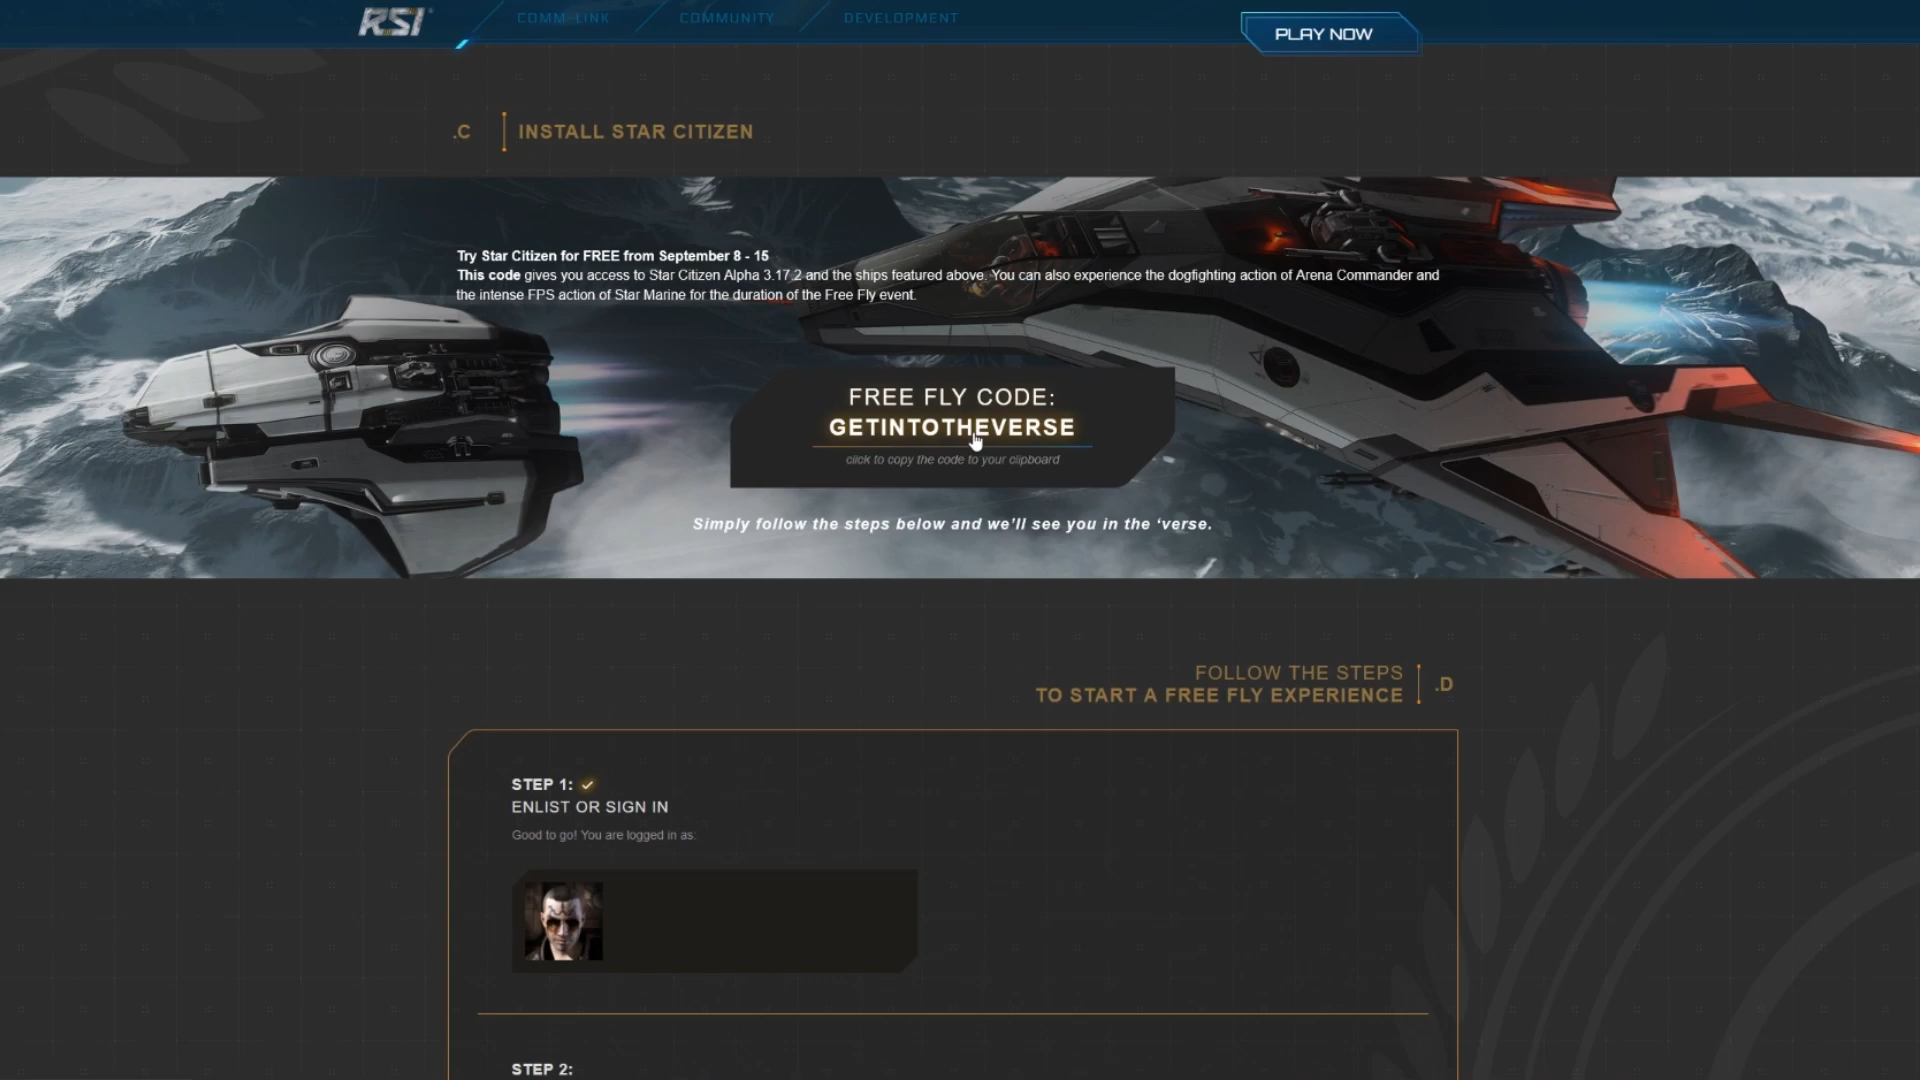 RSI
COMM-LINK
COMMUNITY
DEVELOPMENT
PLAY NOW
.C
INSTALL STAR CITIZEN
Try Star Citizen for FREE from September 8 - 15
This code gives you access to Star Citizen Alpha 3.17.2 and the ships featured above. You can also experience the dogfighting action of Arena Commander and
the intense FPS action of Star Marine for the duration of the Free Fly event.
FREE FLY CODE:
GETINTOTHEVERSE
click to copy the code to your clipboard
Simply follow the steps below and we'll see you in the ‘verse.
FOLLOW THE STEPS
TO START A FREE FLY EXPERIENCE
.D
STEP 1:
ENLIST OR SIGN IN
Good to go! You are logged in as:
STEP 2: